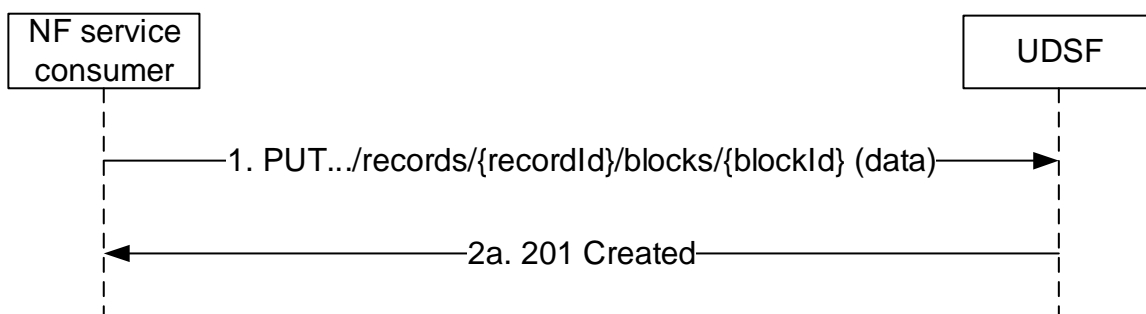 NF service
consumer
UDSF
1. PUT.../records/{recordId}/blocks/{blockId} (data)
2a. 201 Created